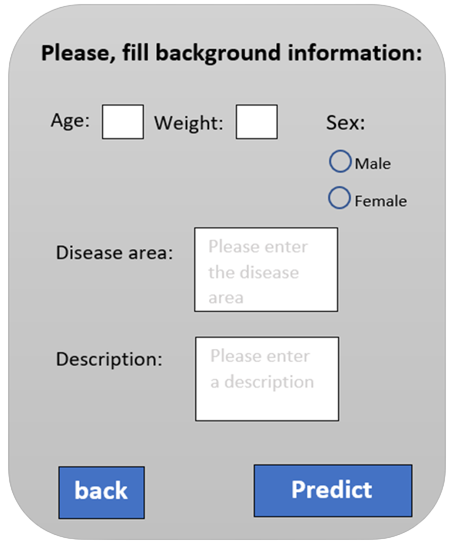 Please, fill background information:
Age: Weight: Sex:
Male
Female
Disease area: Please enter
the disease
area
Description: Please enter
a description
back Predict